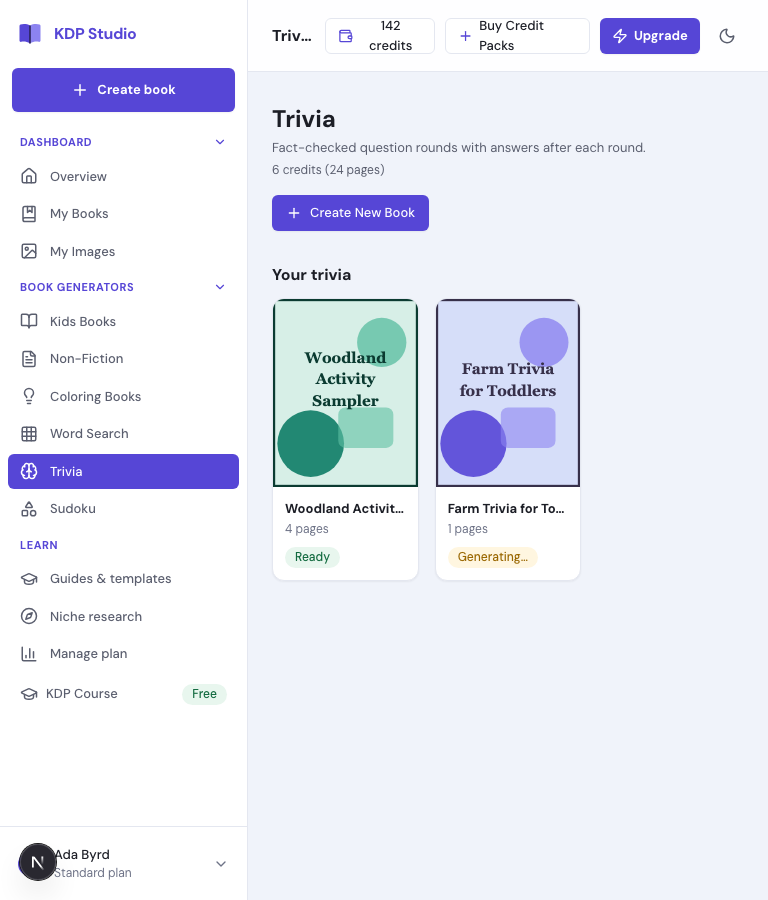 KDP Studio
Create book
DASHBOARD
Overview
My Books
My Images
BOOK GENERATORS
Kids Books
Non-Fiction
Coloring Books
Word Search
Trivia
Sudoku
LEARN
Guides & templates
Niche research
Manage plan
KDP Course
Free
N
Ada Byrd
Standard plan
Triv...
142
credits
Buy Credit
Packs
Upgrade
Trivia
Fact-checked question rounds with answers after each round.
6 credits (24 pages)
Create New Book
Your trivia
Woodland
Activity
Sampler
Woodland Activit...
4 pages
Ready
Farm Trivia
for Toddlers
Farm Trivia for To...
1 pages
Generating...